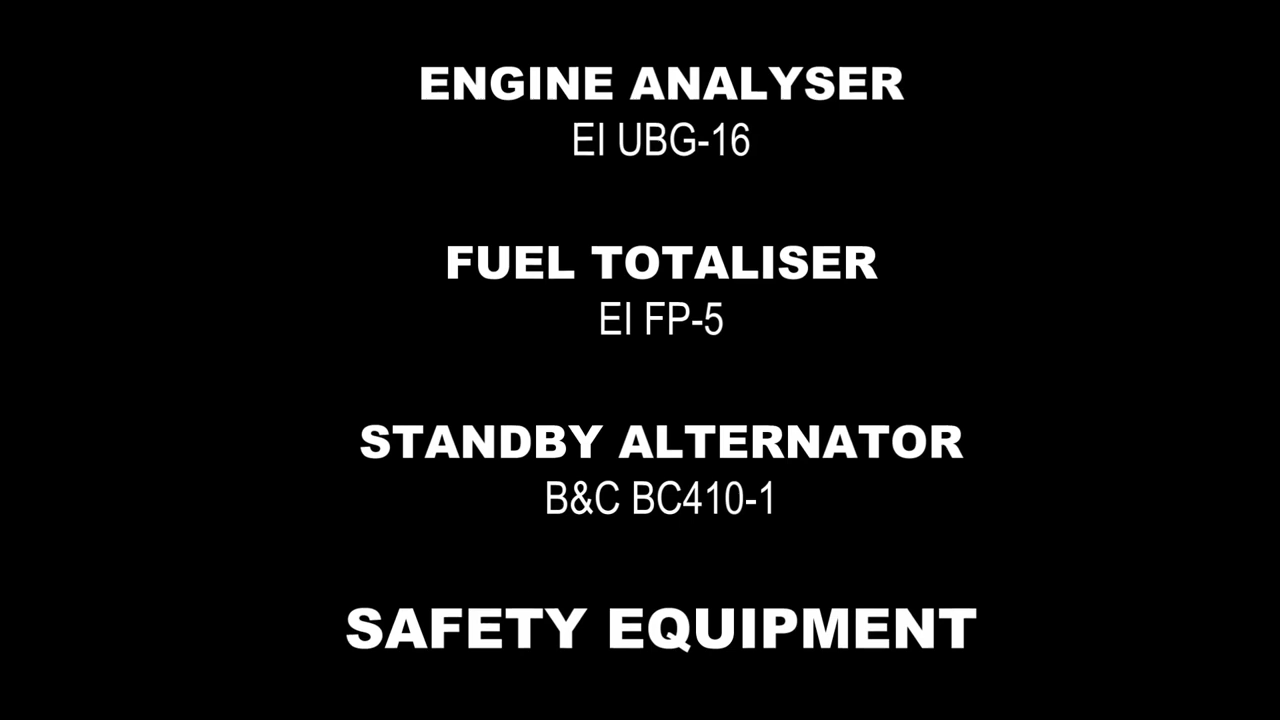 ENGINE ANALYSER
EI UBG-16
FUEL TOTALISER
EI FP-5
STANDBY ALTERNATOR
B&C BC410-1
SAFETY EQUIPMENT